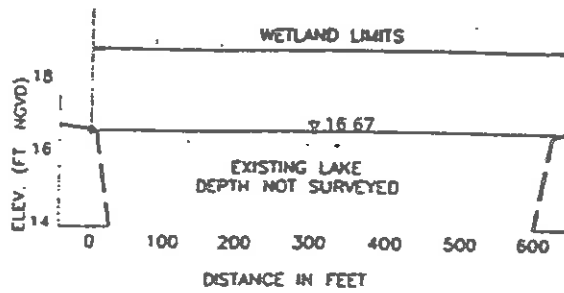 WETLAND LIMITS
ELEV. (FT NGVD)
18
16
14
16 67
EXISTING LAKE
DEPTH NOT SURVEYED
0 100 200 300 400 500 600
DISTANCE IN FEET